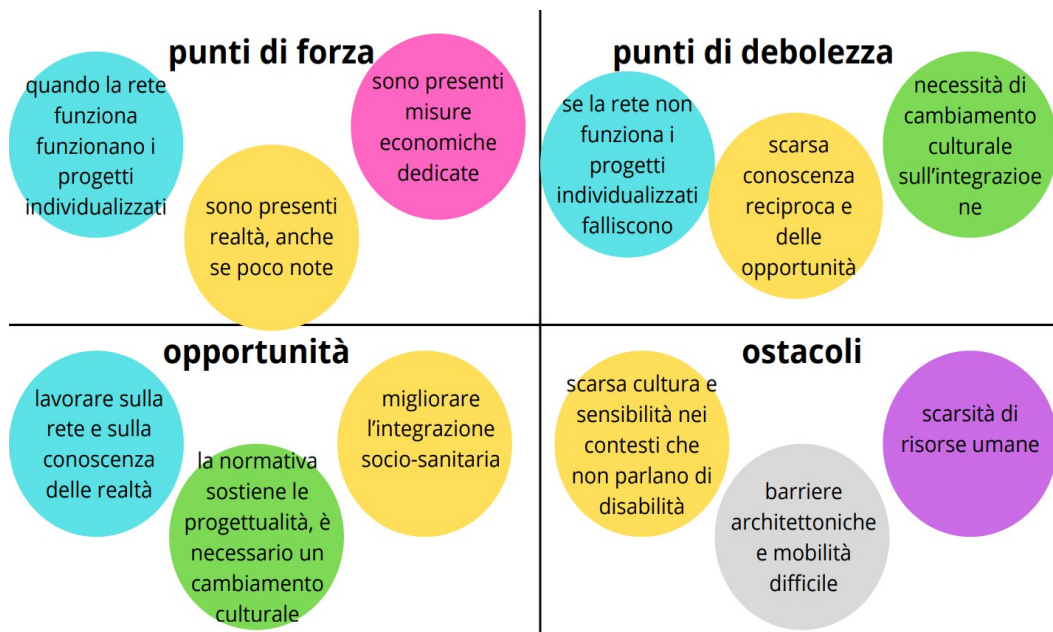 punti di forza
quando la rete
funziona
funzionano i
progetti
individualizzati
sono presenti
realtà, anche
se poco note
sono presenti
misure
economiche
dedicate
punti di debolezza
se la rete non
funziona i
progetti
individualizzati
falliscono
scarsa
conoscenza
reciproca e
delle
opportunità
necessità di
cambiamento
culturale
sull'integrazioe
ne
opportunità
lavorare sulla
rete e sulla
conoscenza
delle realtà
la normativa
sostiene le
progettualità, è
necessario un
cambiamento
culturale
migliorare
l'integrazione
socio-sanitaria
ostacoli
scarsa cultura e
sensibilità nei
contesti che
non parlano di
disabilità
barriere
architettoniche
e mobilità
difficile
scarsità di
risorse umane